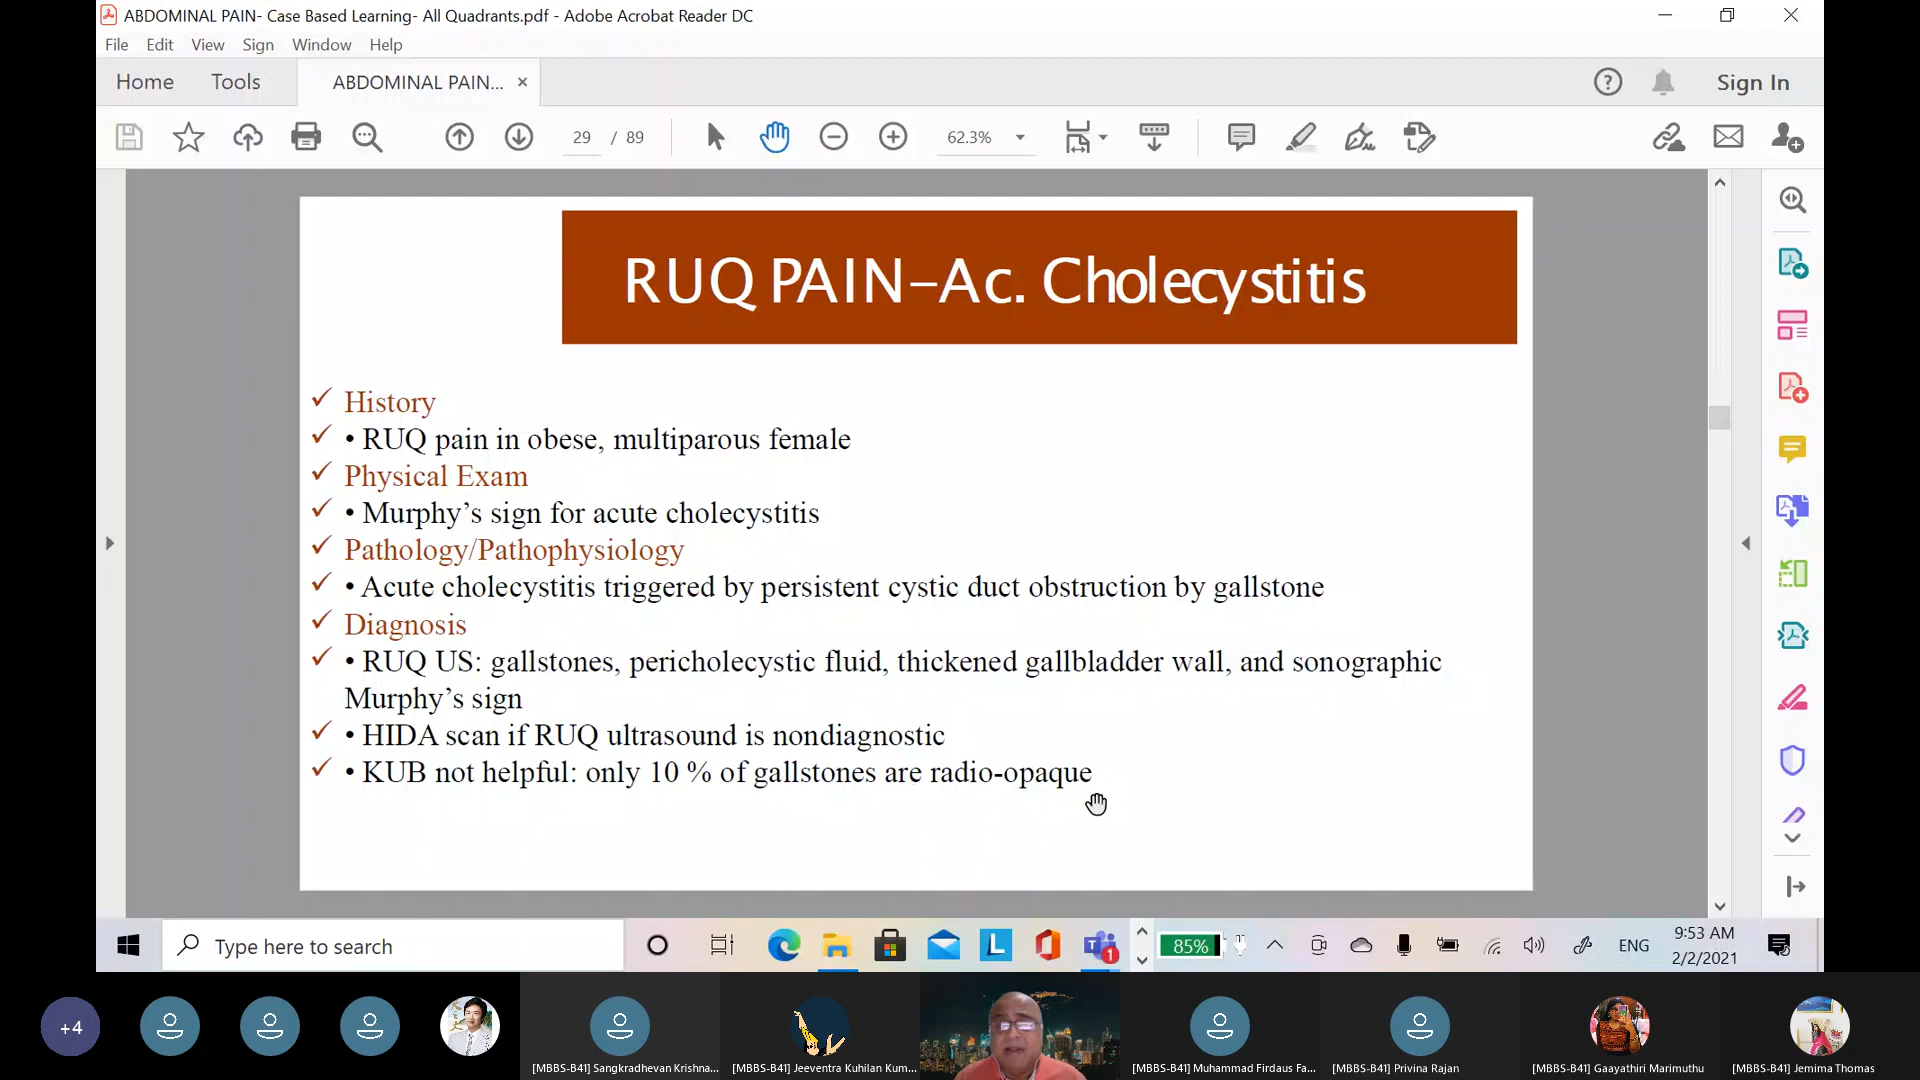 ABDOMINAL PAIN- Case Based Learning- All Quadrants.pdf - Adobe Acrobat Reader DC
File Edit View Sign Window Help
Home Tools ABDOMINAL PAIN... × Sign In
29 / 89 62.3%
RUQ PAIN–Ac. Cholecystitis
✓ History
✓ • RUQ pain in obese, multiparous female
✓ Physical Exam
✓ • Murphy’s sign for acute cholecystitis
✓ Pathology/Pathophysiology
✓ • Acute cholecystitis triggered by persistent cystic duct obstruction by gallstone
✓ Diagnosis
✓ • RUQ US: gallstones, pericholecystic fluid, thickened gallbladder wall, and sonographic
Murphy’s sign
✓ • HIDA scan if RUQ ultrasound is nondiagnostic
✓ • KUB not helpful: only 10 % of gallstones are radio-opaque
Type here to search
L
1
85%
ENG
9:53 AM
2/2/2021
+4
[MBBS-B41] Sangkradhevan Krishna...
[MBBS-B41] Jeeventra Kuhilan Kum...
[MBBS-B41] Muhammad Firdaus Fa...
[MBBS-B41] Privina Rajan
[MBBS-B41] Gaayathiri Marimuthu
[MBBS-B41] Jemima Thomas